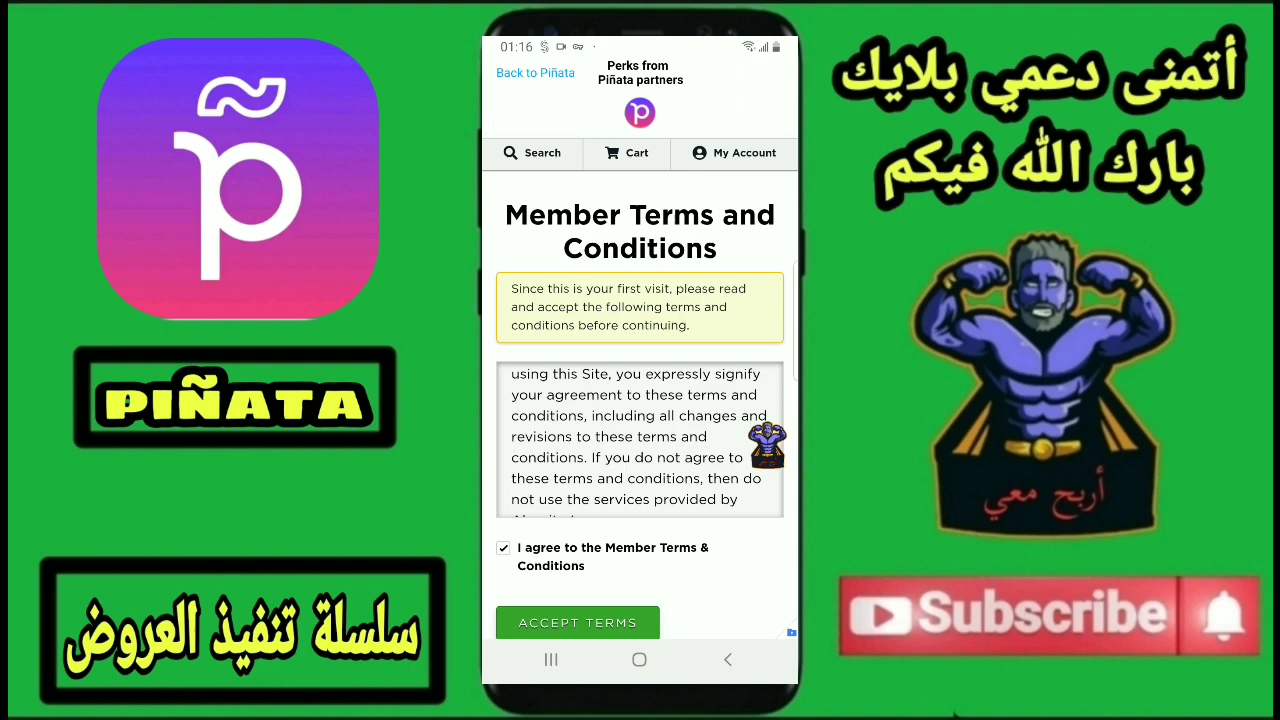 PIÑATA
سلسلة تنفيذ العروض
01:16
Back to Piñata
Perks from
Piñata partners
Search
Cart
My Account
Member Terms and
Conditions
Since this is your first visit, please read
and accept the following terms and
conditions before continuing.
using this Site, you expressly signify
your agreement to these terms and
conditions, including all changes and
revisions to these terms and
conditions. If you do not agree to
these terms and conditions, then do
not use the services provided by
I agree to the Member Terms &
Conditions
ACCEPT TERMS
أتمنى دعمي بلايك
بارك الله فيكم
أربح معي
Subscribe